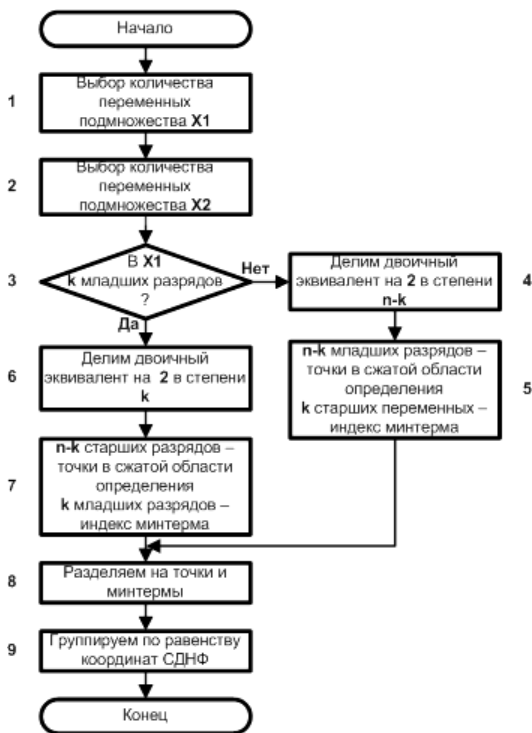 Начало
1
Выбор количества
переменных
подмножества X1
2
Выбор количества
переменных
подмножества X2
3
В X1
k младших разрядов
?
Нет
Да
Делим двоичный
эквивалент на 2 в степени
n-k
4
n-k младших разрядов –
точки в сжатой области
определения
k старших переменных –
индекс минтерма
5
6
Делим двоичный
эквивалент на 2 в степени
k
7
n-k старших разрядов –
точки в сжатой области
определения
k младших разрядов –
индекс минтерма
8
Разделяем на точки и
минтермы
9
Группируем по равенству
координат СДНФ
Конец